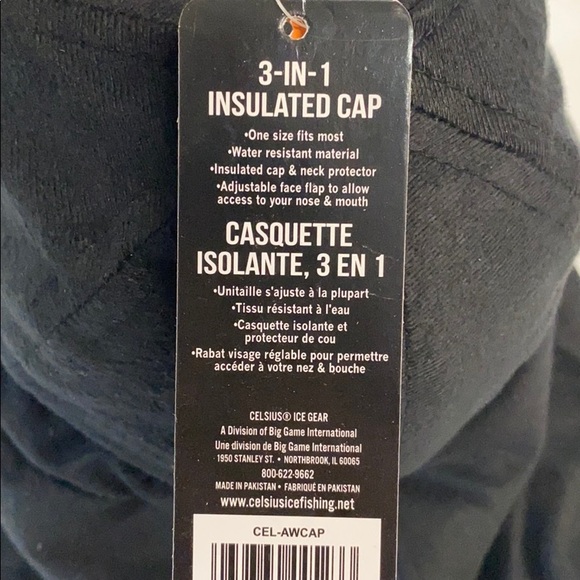 3-IN-1
INSULATED CAP
•One size fits most
•Water resistant material
•Insulated cap & neck protector
•Adjustable face flap to allow
access to your nose & mouth
CASQUETTE
ISOLANTE, 3 EN 1
•Unitaille s'ajuste à la plupart
•Tissu résistant à l'eau
•Casquette isolante et
protecteur de cou
•Rabat visage réglable pour permettre
accéder à votre nez & bouche
CELSIUS® ICE GEAR
A Division of Big Game International
Une division de Big Game International
1950 STANLEY ST. • NORTHBROOK, IL 60065
800-622-9662
MADE IN PAKISTAN • FABRIQUÉ EN PAKISTAN
www.celsiusicefishing.net
CEL-AWCAP